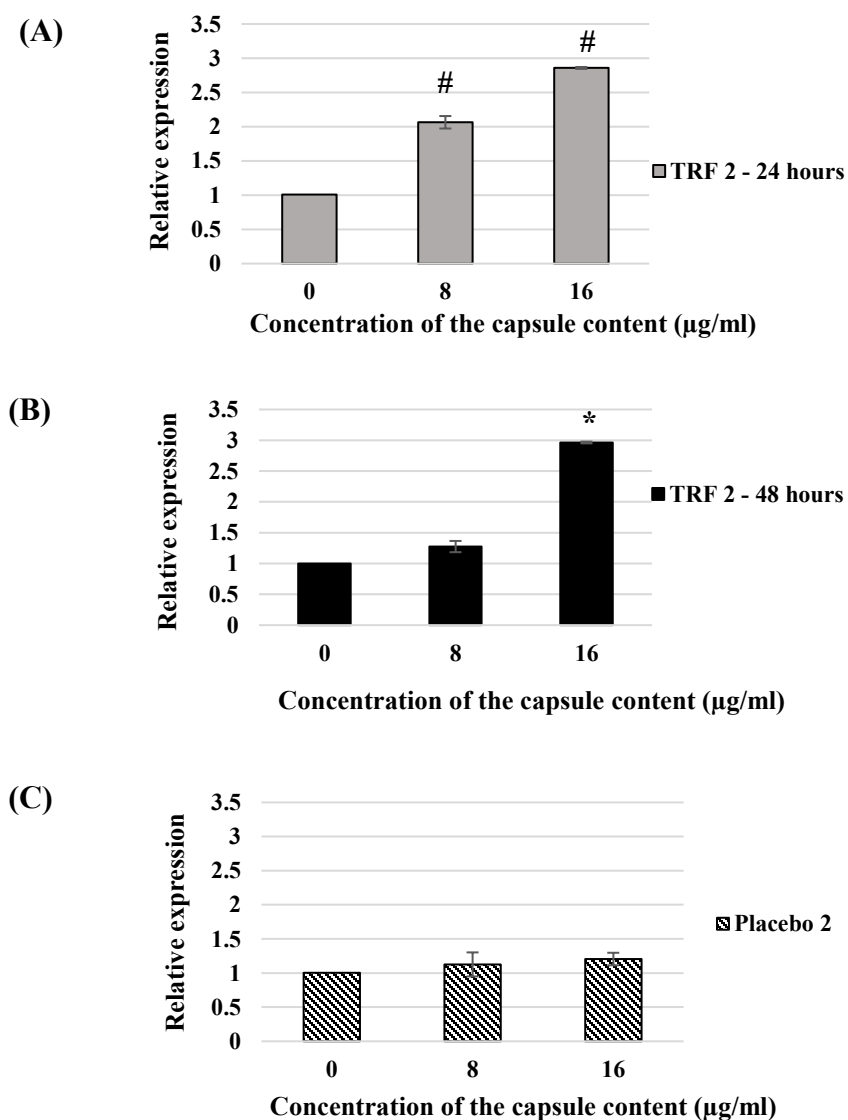 (A)
3.5
3
2.5
2
1.5
1
0.5
0
Relative expression
#
#
TRF 2 - 24 hours
0 8 16
Concentration of the capsule content (µg/ml)
(B)
3.5
3
2.5
2
1.5
1
0.5
0
Relative expression
*
TRF 2 - 48 hours
0 8 16
Concentration of the capsule content (µg/ml)
(C)
3.5
3
2.5
2
1.5
1
0.5
0
Relative expression
Placebo 2
0 8 16
Concentration of the capsule content (µg/ml)